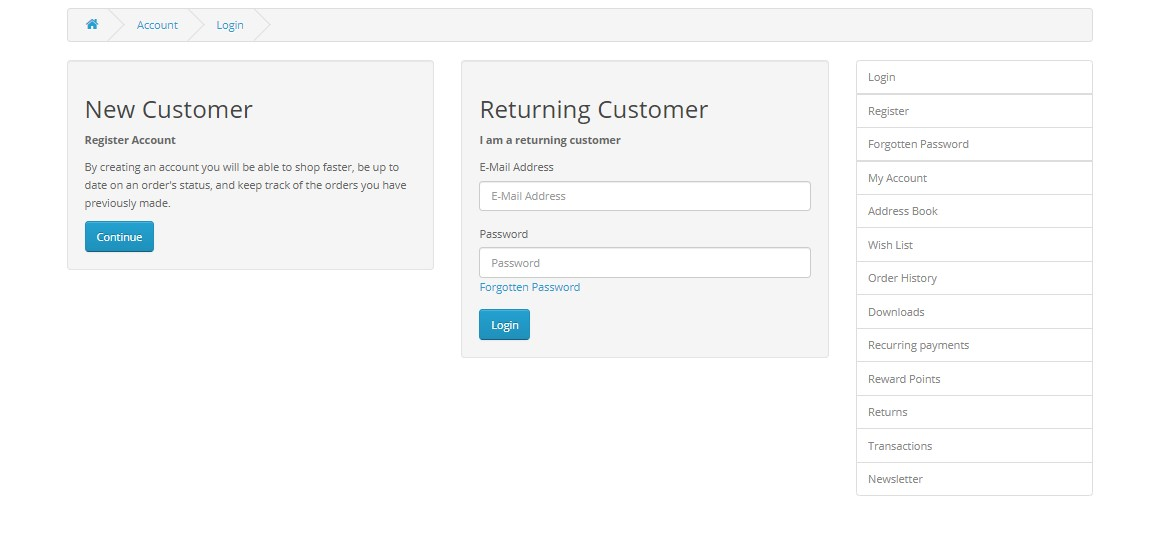 Account
Login
New Customer
Register Account
By creating an account you will be able to shop faster, be up to
date on an order's status, and keep track of the orders you have
previously made.
Continue
Returning Customer
I am a returning customer
E-Mail Address
E-Mail Address
Password
Password
Forgotten Password
Login
Login
Register
Forgotten Password
My Account
Address Book
Wish List
Order History
Downloads
Recurring payments
Reward Points
Returns
Transactions
Newsletter